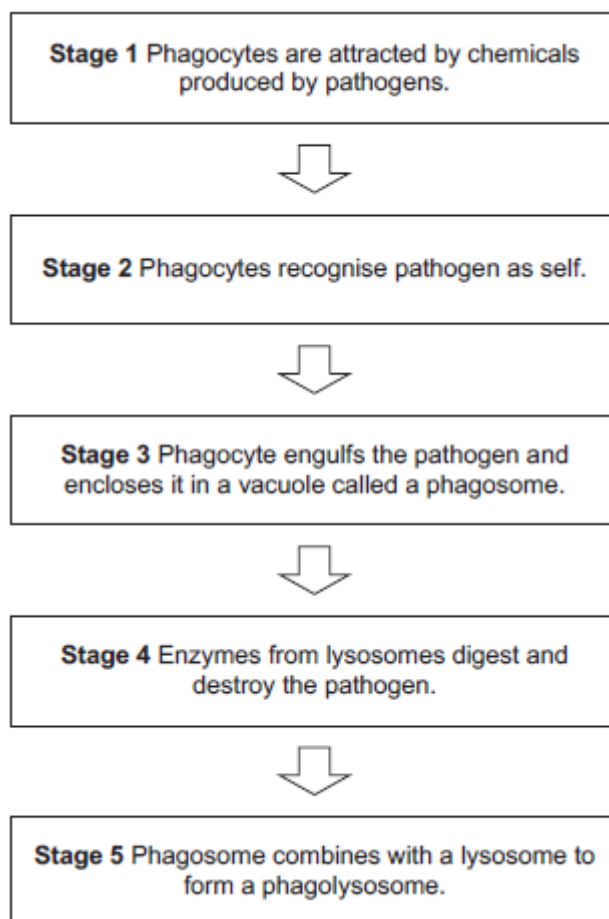 Stage 1 Phagocytes are attracted by chemicals
produced by pathogens.
Stage 2 Phagocytes recognise pathogen as self.
Stage 3 Phagocyte engulfs the pathogen and
encloses it in a vacuole called a phagosome.
Stage 4 Enzymes from lysosomes digest and
destroy the pathogen.
Stage 5 Phagosome combines with a lysosome to
form a phagolysosome.